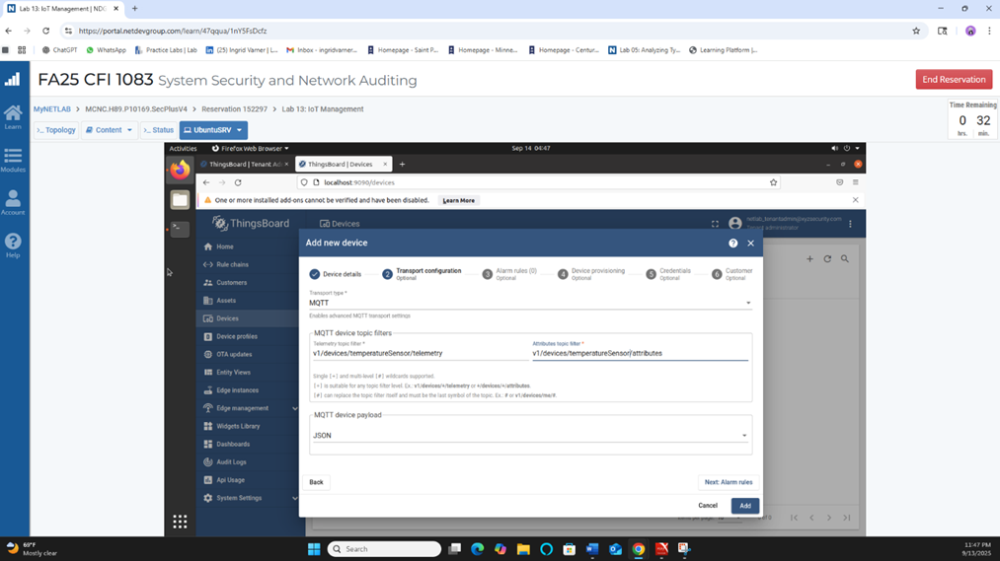 Lab 13: IoT Management | NDG
https://portal.netdevgroup.com/learn/47qqua/1nY5FsDcfz
ChatGPT
WhatsApp
Practice Labs | Lab
(25) Ingrid Varner | L...
Inbox - ingridvarner...
Homepage - Saint P...
Homepage - Minne...
Homepage - Centur...
Lab 05: Analyzing Ty...
Learning Platform |...
FA25 CFI 1083 System Security and Network Auditing
End Reservation
MyNETLAB > MCNC.H89.P10169.SecPlusV4 > Reservation 152297 > Lab 13: IoT Management
Time Remaining
0 32
hrs. min.
>_ Topology
Content
>_ Status
UbuntuSRV
Learn
Modules
Account
Help
Activities
Firefox Web Browser
Sep 14 04:47
ThingsBoard | Tenant A
ThingsBoard | Devices
localhost:9090/devices
One or more installed add-ons cannot be verified and have been disabled.
Learn More
ThingsBoard
Devices
Tenant administrator
Home
Rule chains
Customers
Assets
Devices
Device profiles
OTA updates
Entity Views
Edge instances
Edge management
Widgets Library
Dashboards
Audit Logs
Api Usage
System Settings
Add new device
Device details
2 Transport configuration
Optional
3 Alarm rules (0)
Optional
4 Device provisioning
Optional
5 Credentials
Optional
6 Customer
Optional
Transport type *
MQTT
Enables advanced MQTT transport settings
MQTT device topic filters
Telemetry topic filter *
v1/devices/temperatureSensor/telemetry
Attributes topic filter *
v1/devices/temperatureSensor/attributes
Single [+] and multi-level [#] wildcards supported.
[+] is suitable for any topic filter level. Ex.: v1/devices/+/telemetry or +/devices/+/attributes.
[#] can replace the topic filter itself and must be the last symbol of the topic. Ex.: # or v1/devices/me/#.
MQTT device payload
JSON
Back
Next: Alarm rules
Cancel
Add
69°F
Mostly clear
Search
11:47 PM
9/13/2025